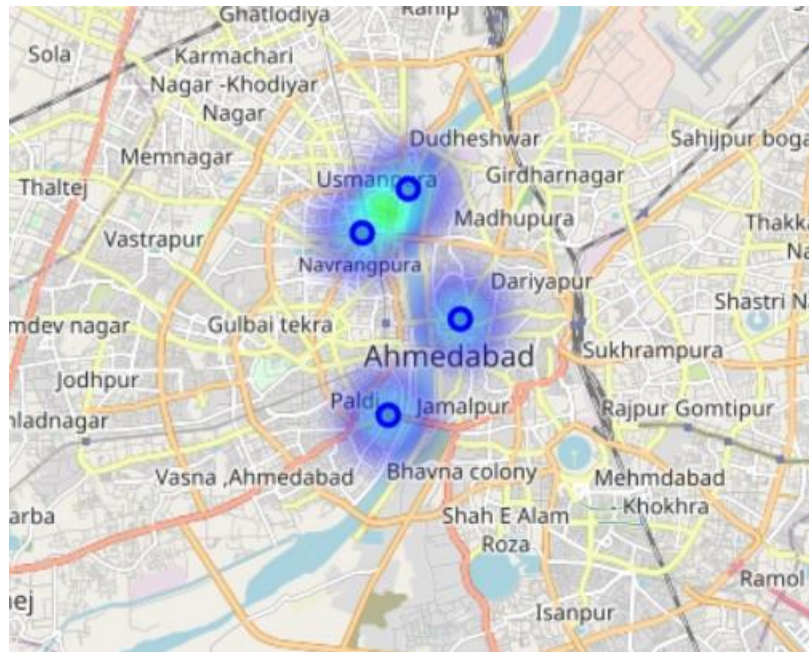 Ghatlodiya
Ranip
Sola
Karmachari
Nagar -Khodiyar
Nagar
Dudheshwar
Sahijpur bogha
Memnagar
Usmanpura
Girdharnagar
Thaltej
Madhupura
Vastrapur
Navrangpura
Dariyapur
Shastri N
mdev nagar
Gulbai tekra
Ahmedabad
Sukhrampura
Jodhpur
Paldi
Jamalpur
Rajpur Gomtipur
hladnagar
Vasna ,Ahmedabad
Bhavna colony
Mehmdabad
- Khokhra
arba
Shah E Alam
Roza
Ramol
ej
Isanpur